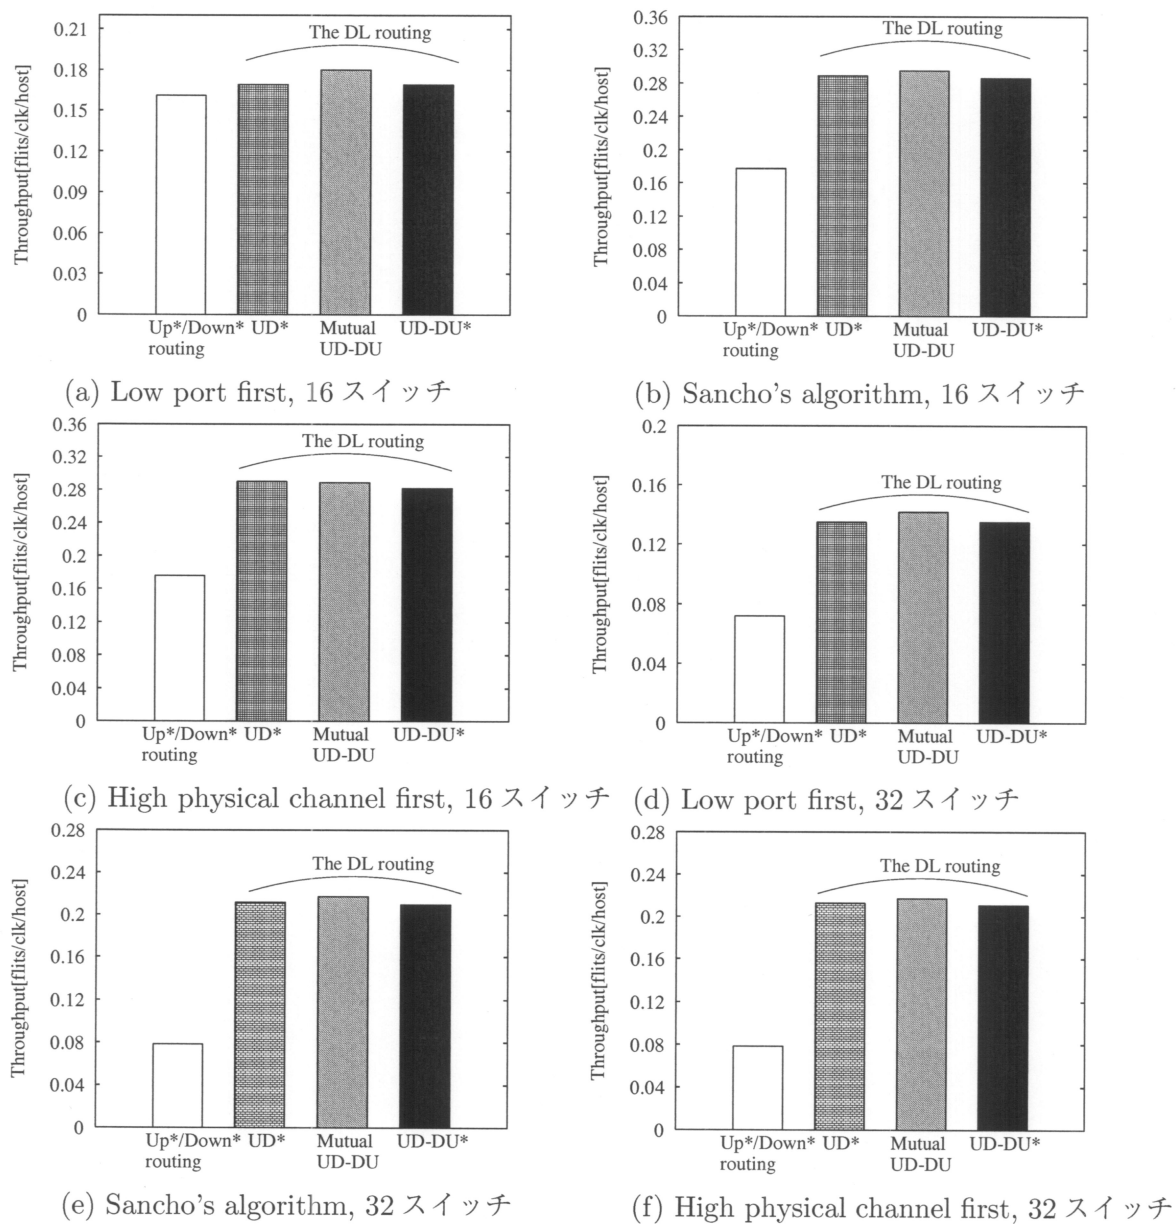 The DL routing
Throughput[flits/clk/host]
0.21
0.18
0.15
0.12
0.09
0.06
0.03
0
Up*/Down* UD* Mutual UD-DU*
routing UD-DU
(a) Low port first, 16 スイッチ
The DL routing
Throughput[flits/clk/host]
0.36
0.32
0.28
0.24
0.2
0.16
0.12
0.08
0.04
0
Up*/Down* UD* Mutual UD-DU*
routing UD-DU
(b) Sancho's algorithm, 16 スイッチ
The DL routing
Throughput[flits/clk/host]
0.36
0.32
0.28
0.24
0.2
0.16
0.12
0.08
0.04
0
Up*/Down* UD* Mutual UD-DU*
routing UD-DU
(c) High physical channel first, 16 スイッチ
The DL routing
Throughput[flits/clk/host]
0.2
0.16
0.12
0.08
0.04
0
Up*/Down* UD* Mutual UD-DU*
routing UD-DU
(d) Low port first, 32 スイッチ
The DL routing
Throughput[flits/clk/host]
0.28
0.24
0.2
0.16
0.12
0.08
0.04
0
Up*/Down* UD* Mutual UD-DU*
routing UD-DU
(e) Sancho's algorithm, 32 スイッチ
The DL routing
Throughput[flits/clk/host]
0.28
0.24
0.2
0.16
0.12
0.08
0.04
0
Up*/Down* UD* Mutual UD-DU*
routing UD-DU
(f) High physical channel first, 32 スイッチ